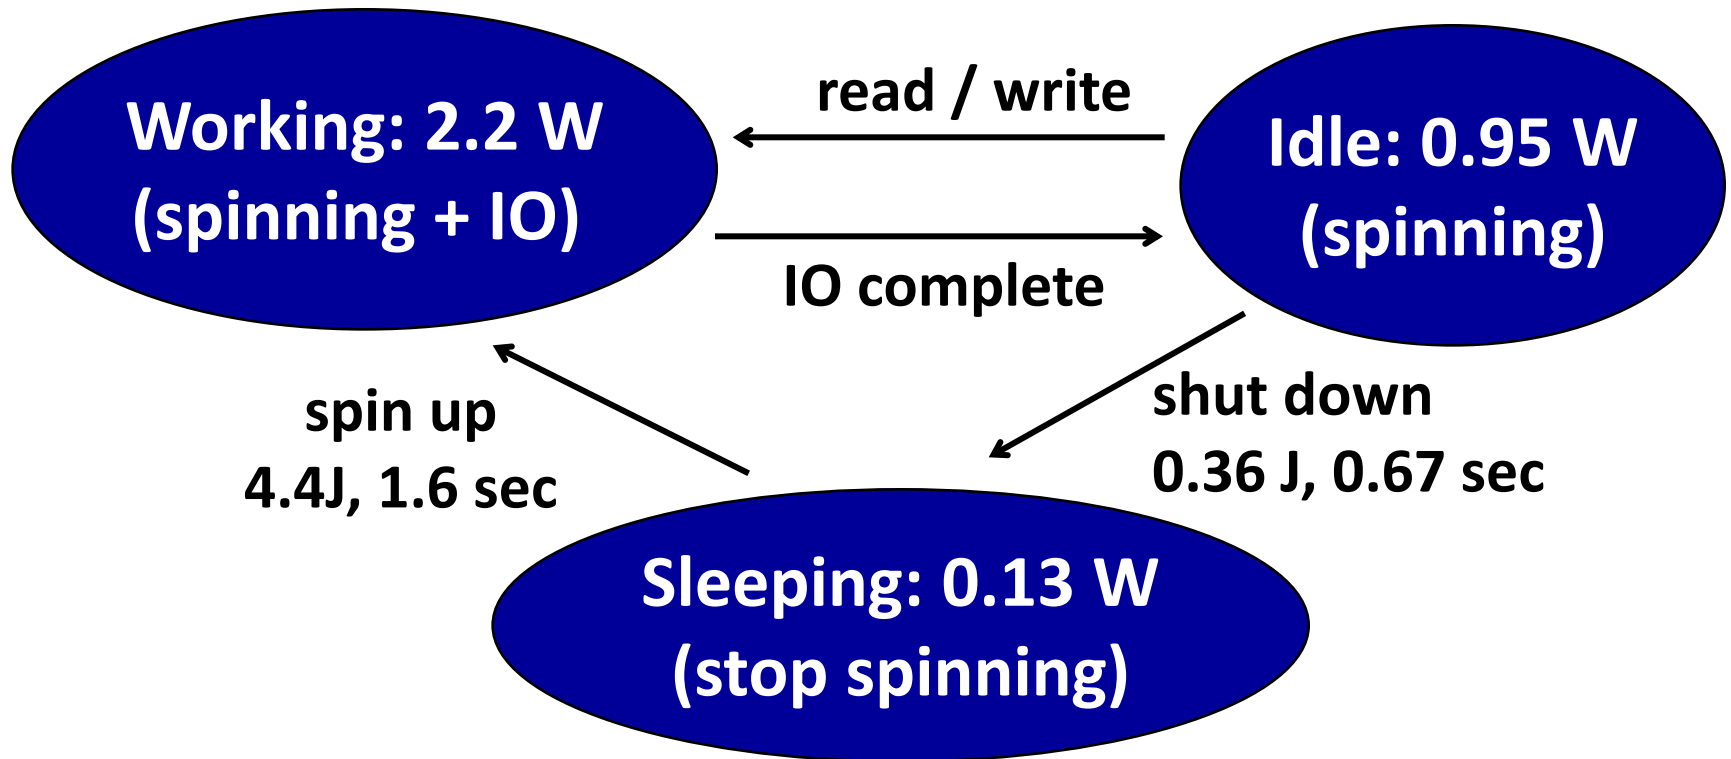 Working: 2.2 W
(spinning + IO)
read / write
IO complete
Idle: 0.95 W
(spinning)
spin up
4.4J, 1.6 sec
shut down
0.36 J, 0.67 sec
Sleeping: 0.13 W
(stop spinning)